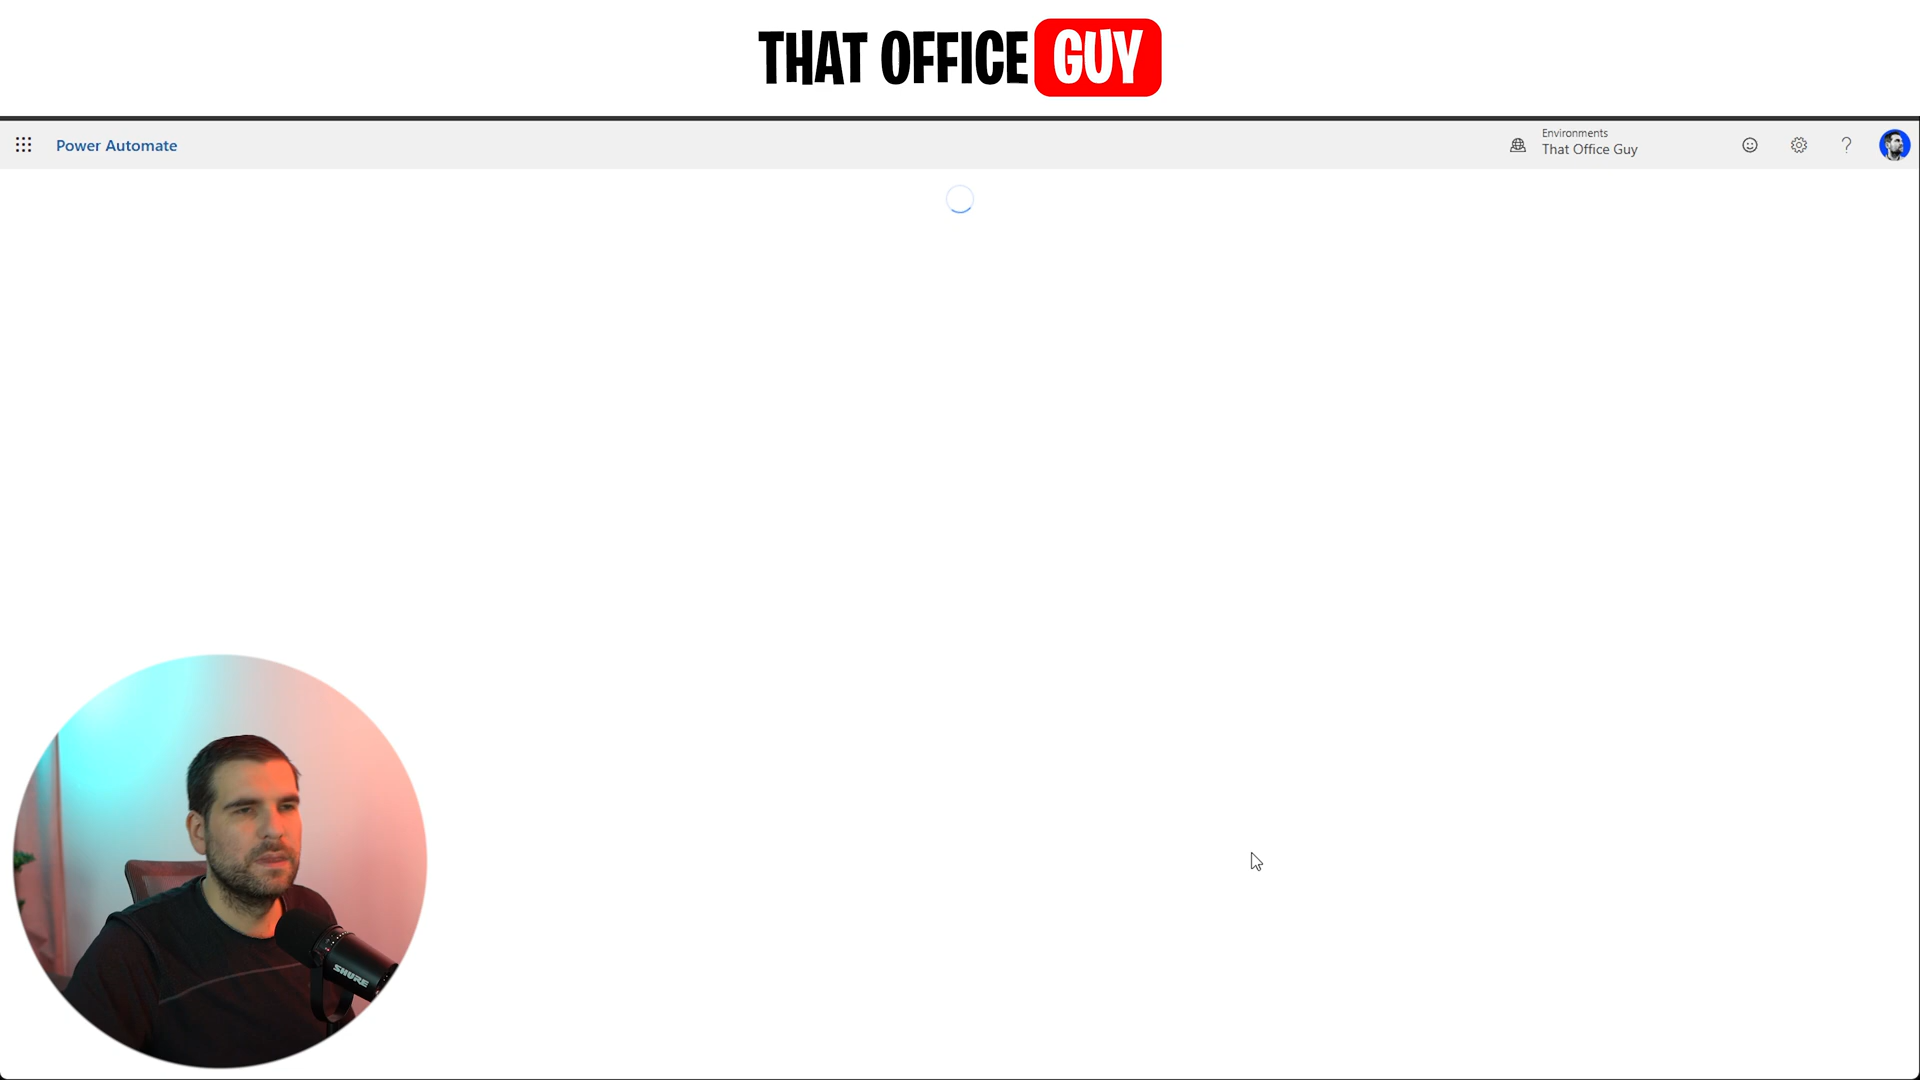 THAT OFFICE GUY
Power Automate
Environments
That Office Guy
SHURE